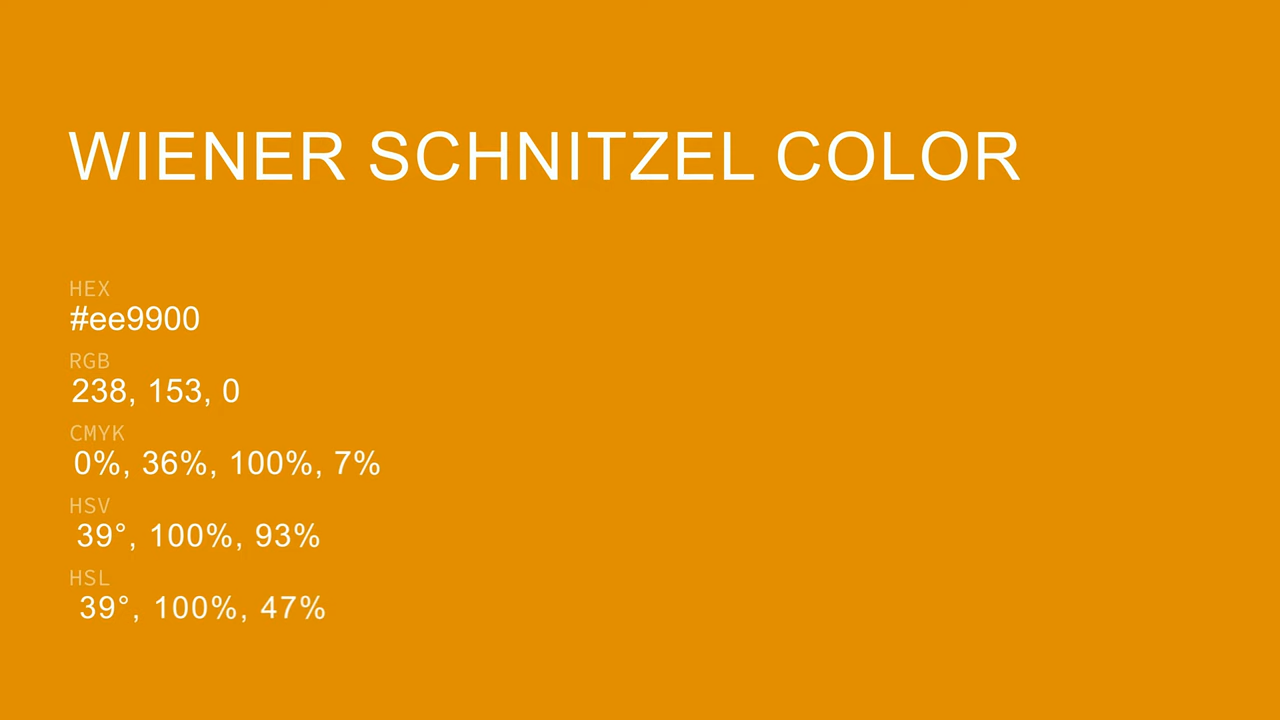 WIENER SCHNITZEL COLOR
HEX
#ee9900
RGB
238, 153, 0
CMYK
0%, 36%, 100%, 7%
HSV
39°, 100%, 93%
HSL
39°, 100%, 47%